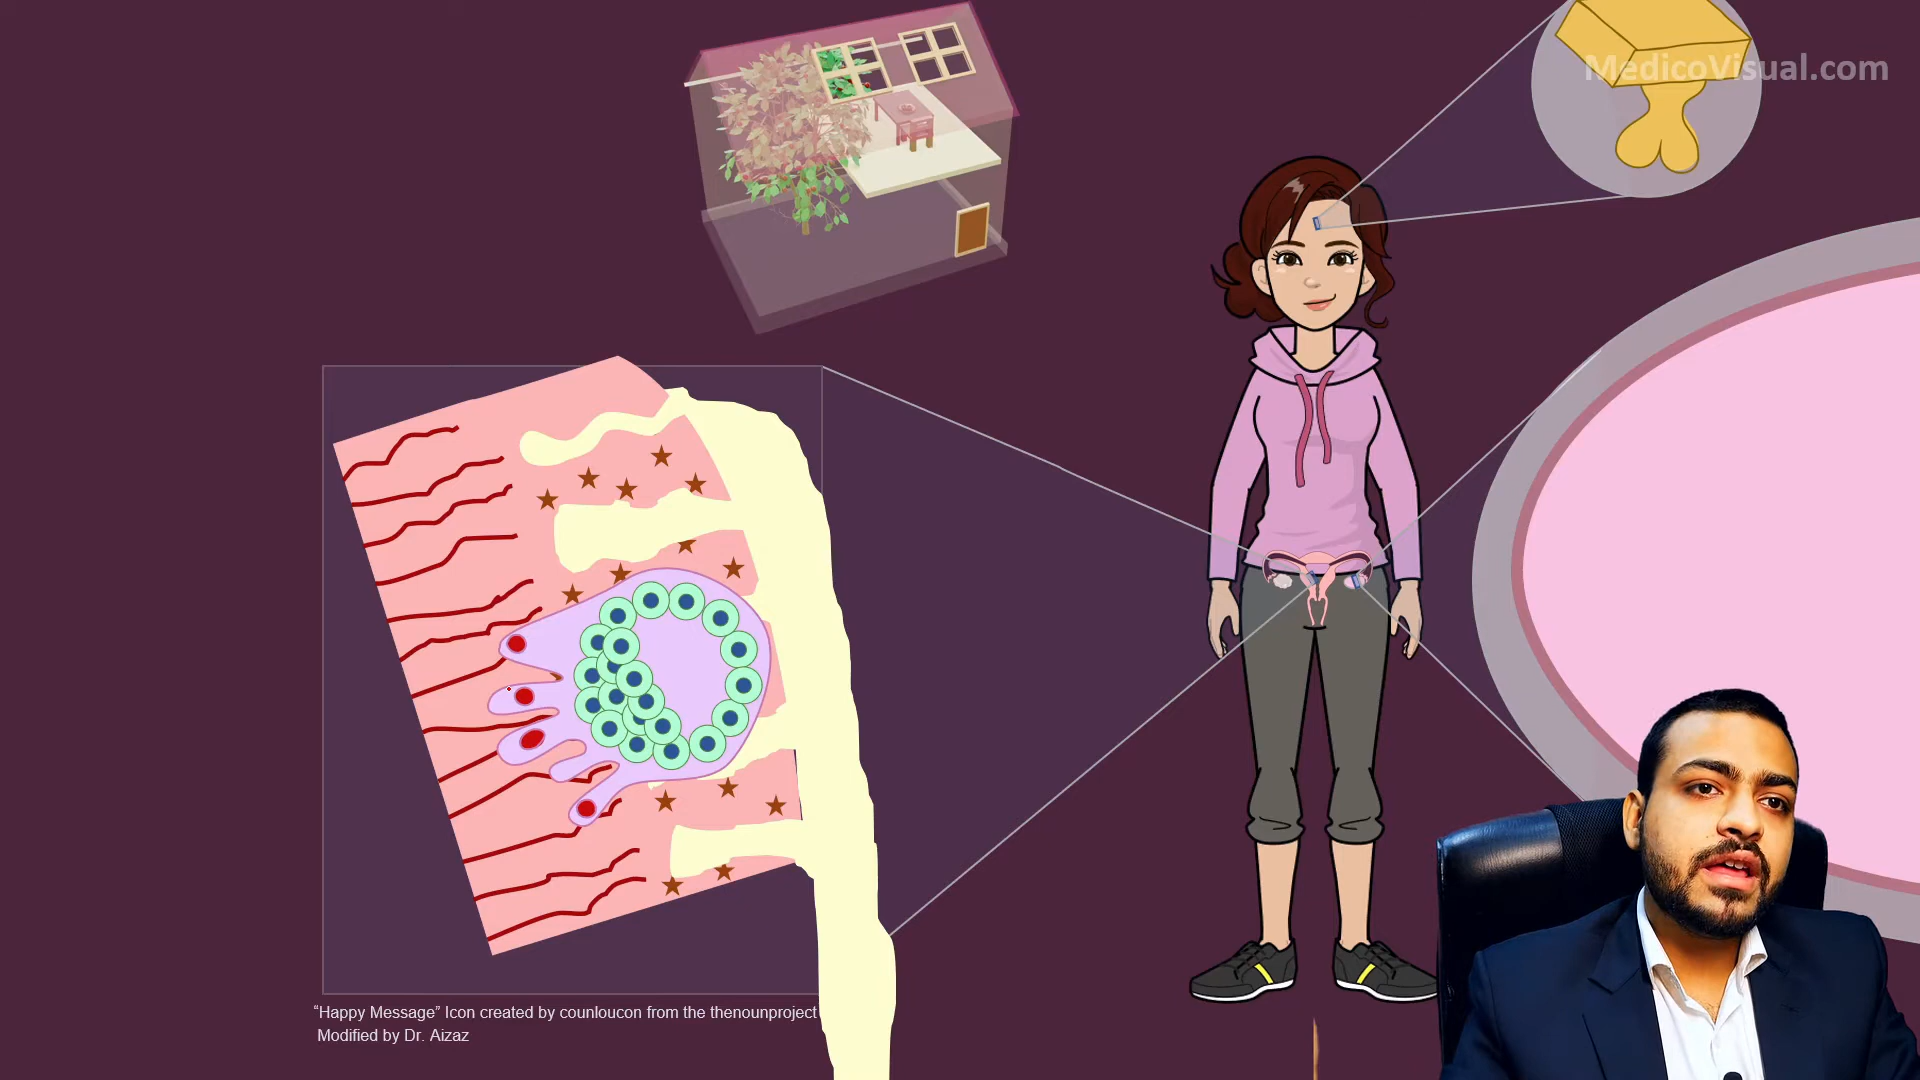 MedicoVisual.com
“Happy Message” Icon created by counloucon from the thenounproject
Modified by Dr. Aizaz